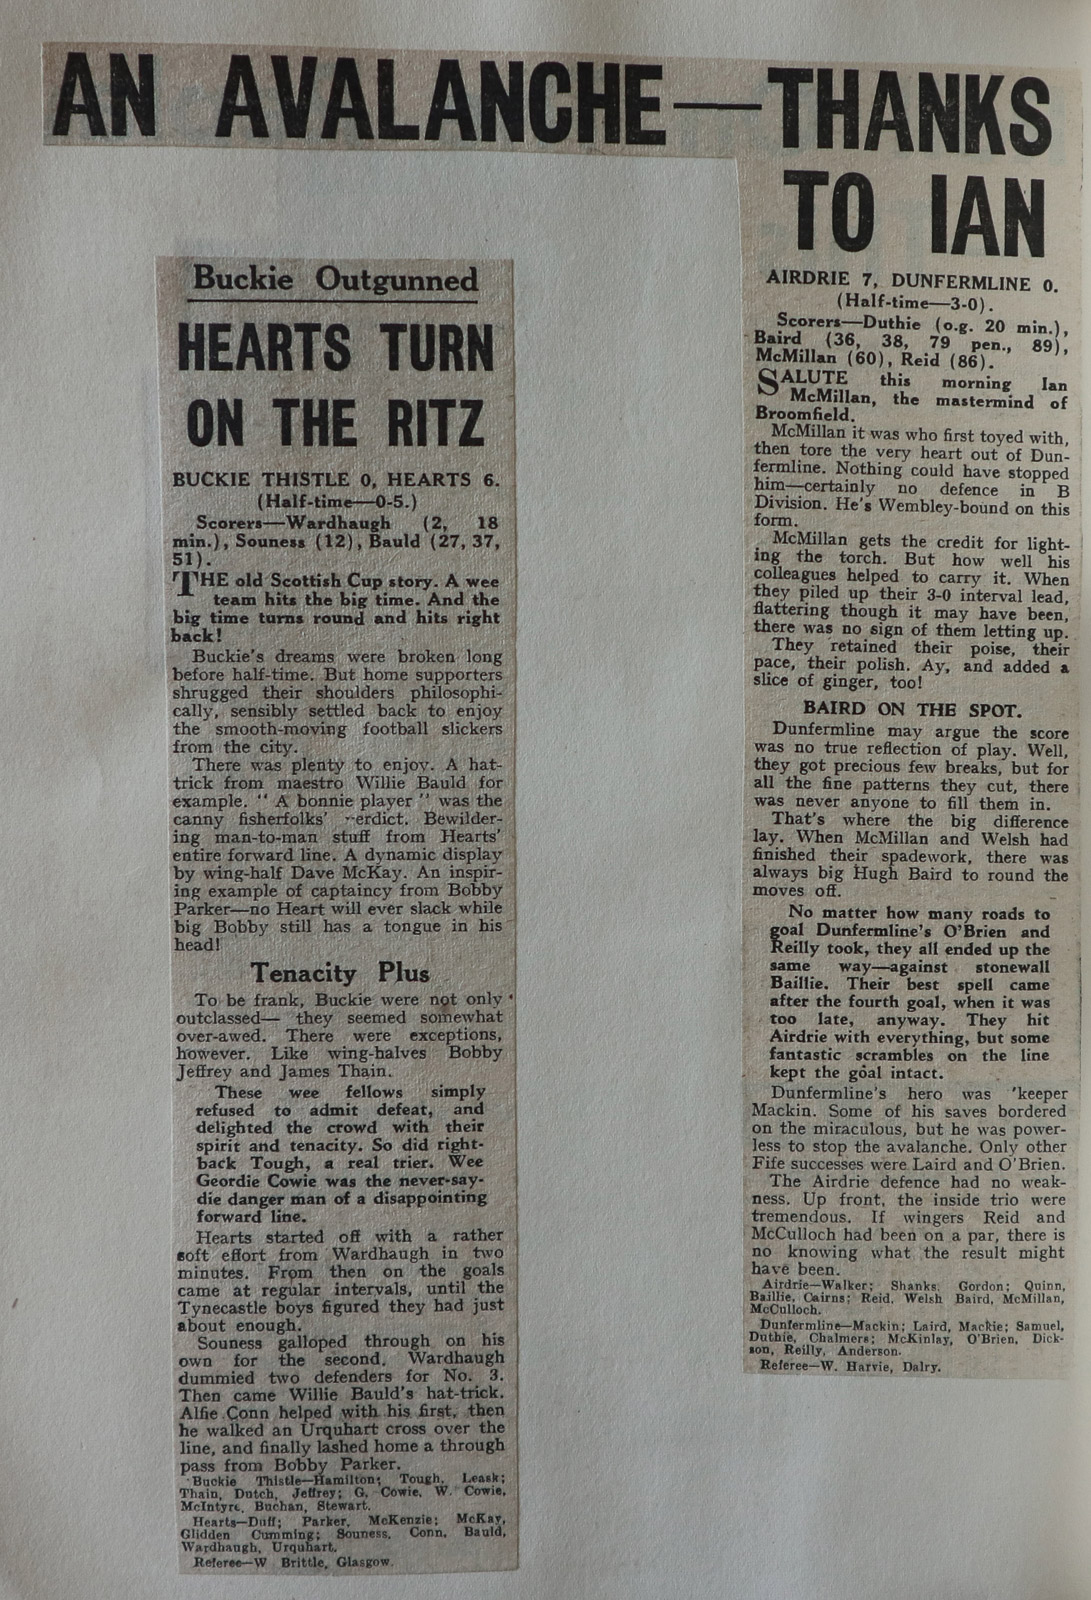 AN AVALANCHE—THANKS
TO IAN
Buckie Outgunned
HEARTS TURN
ON THE RITZ
BUCKIE THISTLE 0, HEARTS 6.
(Half-time—0-5.)
Scorers—Wardhaugh (2, 18
min.), Souness (12), Bauld (27, 37,
51).
THE old Scottish Cup story. A wee
team hits the big time. And the
big time turns round and hits right
back!
Buckie's dreams were broken long
before half-time. But home supporters
shrugged their shoulders philosophi-
cally, sensibly settled back to enjoy
the smooth-moving football slickers
from the city.
There was plenty to enjoy. A hat-
trick from maestro Willie Bauld for
example. "A bonnie player" was the
canny fisherfolks' verdict. Bewilder-
ing man-to-man stuff from Hearts'
entire forward line. A dynamic display
by wing-half Dave McKay. An inspir-
ing example of captaincy from Bobby
Parker—no Heart will ever slack while
big Bobby still has a tongue in his
head!
Tenacity Plus
To be frank, Buckie were not only
outclassed— they seemed somewhat
over-awed. There were exceptions,
however. Like wing-halves Bobby
Jeffrey and James Thain.
These wee fellows simply
refused to admit defeat, and
delighted the crowd with their
spirit and tenacity. So did right-
back Tough, a real trier. Wee
Geordie Cowie was the never-say-
die danger man of a disappointing
forward line.
Hearts started off with a rather
soft effort from Wardhaugh in two
minutes. From then on the goals
came at regular intervals, until the
Tynecastle boys figured they had just
about enough.
Souness galloped through on his
own for the second. Wardhaugh
dummied two defenders for No. 3.
Then came Willie Bauld's hat-trick.
Alfie Conn helped with his first, then
he walked an Urquhart cross over the
line, and finally lashed home a through
pass from Bobby Parker.
Buckie Thistle—Hamilton; Tough, Leask;
Thain, Dutch, Jeffrey; G. Cowie, W. Cowie,
McIntyre, Buchan, Stewart.
Hearts—Duff; Parker, McKenzie; McKay,
Glidden Cumming; Souness, Conn, Bauld,
Wardhaugh, Urquhart.
Referee—W Brittle, Glasgow.
AIRDRIE 7, DUNFERMLINE 0.
(Half-time—3-0).
Scorers—Duthie (o.g. 20 min.),
Baird (36, 38, 79 pen., 89),
McMillan (60), Reid (86).
SALUTE this morning Ian
McMillan, the mastermind of
Broomfield.
McMillan it was who first toyed with,
then tore the very heart out of Dun-
fermline. Nothing could have stopped
him—certainly no defence in B
Division. He's Wembley-bound on this
form.
McMillan gets the credit for light-
ing the torch. But how well his
colleagues helped to carry it. When
they piled up their 3-0 interval lead,
flattering though it may have been,
there was no sign of them letting up.
They retained their poise, their
pace, their polish. Ay, and added a
slice of ginger, too!
BAIRD ON THE SPOT.
Dunfermline may argue the score
was no true reflection of play. Well,
they got precious few breaks, but for
all the fine patterns they cut, there
was never anyone to fill them in.
That's where the big difference
lay. When McMillan and Welsh had
finished their spadework, there was
always big Hugh Baird to round the
moves off.
No matter how many roads to
goal Dunfermline's O'Brien and
Reilly took, they all ended up the
same way—against stonewall
Baillie. Their best spell came
after the fourth goal, when it was
too late, anyway. They hit
Airdrie with everything, but some
fantastic scrambles on the line
kept the goal intact.
Dunfermline's hero was 'keeper
Mackin. Some of his saves bordered
on the miraculous, but he was power-
less to stop the avalanche. Only other
Fife successes were Laird and O'Brien.
The Airdrie defence had no weak-
ness. Up front, the inside trio were
tremendous. If wingers Reid and
McCulloch had been on a par, there is
no knowing what the result might
have been.
Airdrie—Walker; Shanks, Gordon; Quinn,
Baillie, Cairns; Reid, Welsh Baird, McMillan,
McCulloch.
Dunfermline—Mackin; Laird, Mackie; Samuel,
Duthie, Chalmers; McKinlay, O'Brien, Dick-
son, Reilly, Anderson.
Referee—W. Harvie, Dalry.